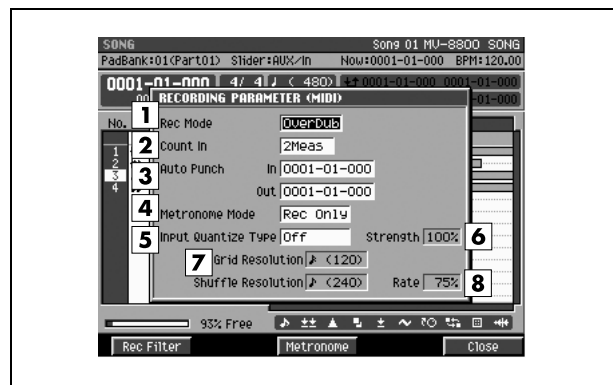 SONG Song 01 MV-8800 SONG
PadBank:01(Part01) Slider:AUX/In Now:0001-01-000 BPM:120.00
0001-01-000 4/ 4 ♩ ( 480) 0001-01-000 0001-01-000
RECORDING PARAMETER (MIDI)
No.
1 Rec Mode OverDub
2 Count In 2Meas
3 Auto Punch In 0001-01-000
Out 0001-01-000
4 Metronome Mode Rec Only
5 Input Quantize Type Off Strength 100% 6
7 Grid Resolution ♪ (120)
Shuffle Resolution ♪ (240) Rate 75% 8
1
2
3
4
93% Free
Rec Filter Metronome Close